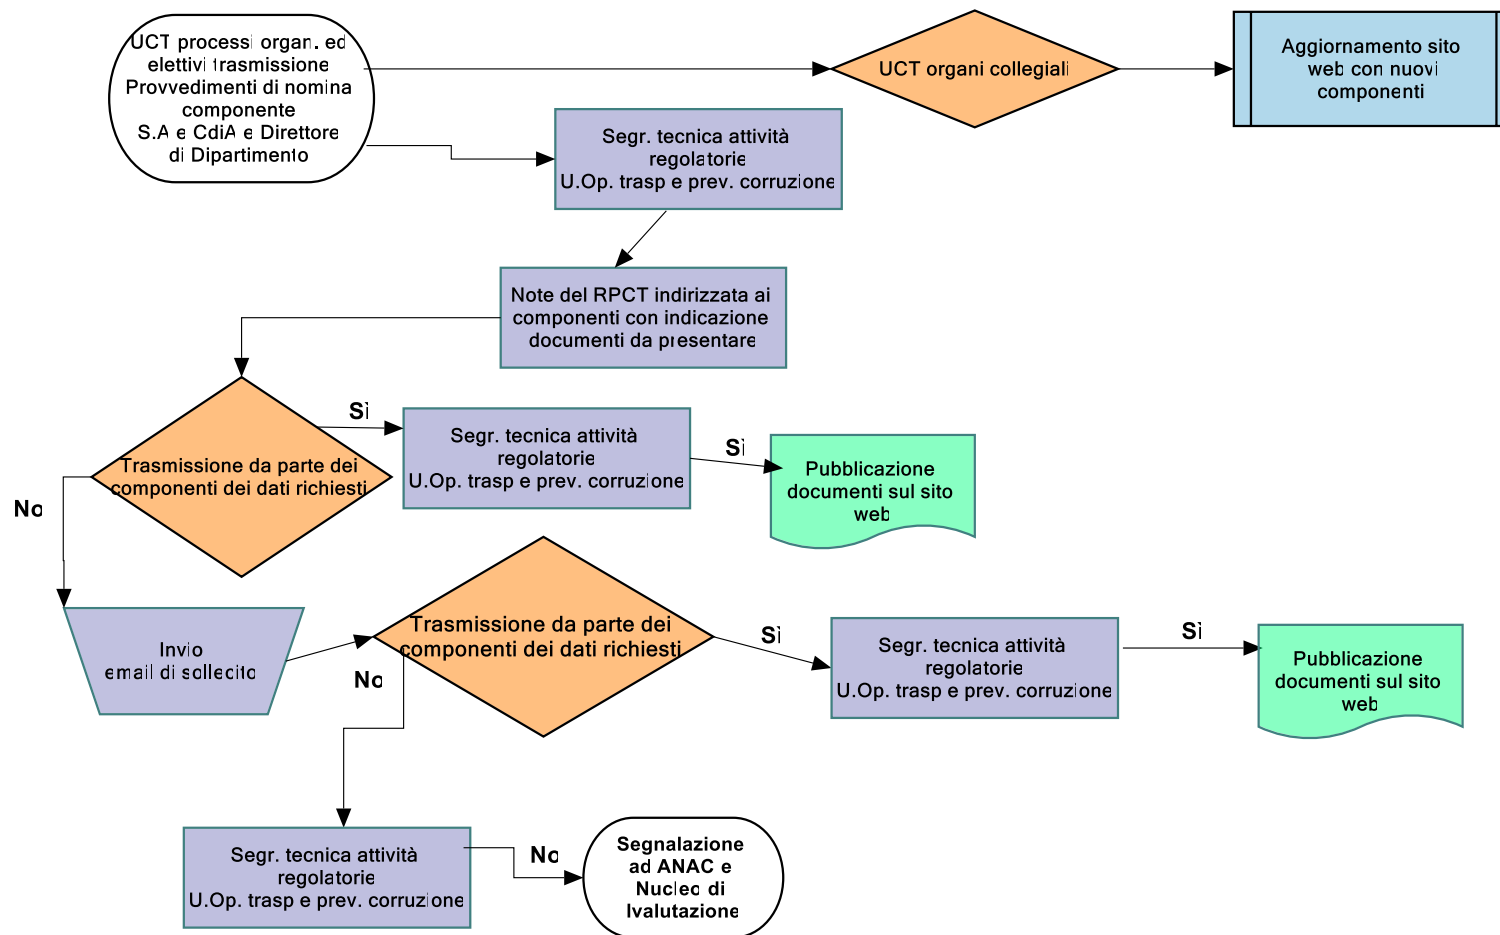 UCT processi organ. ed
elettivi trasmissione
Provvedimenti di nomina
componente
S.A e CdiA e Direttore
di Dipartimento
UCT organi collegiali
Aggiornamento sito
web con nuovi
componenti
Segr. tecnica attività
regolatorie
U.Op. trasp e prev. corruzione
Note del RPCT indirizzata ai
componenti con indicazione
documenti da presentare
Trasmissione da parte dei
componenti dei dati richiesti
Sì
Segr. tecnica attività
regolatorie
U.Op. trasp e prev. corruzione
Sì
Pubblicazione
documenti sul sito
web
No
Invio
email di sollecito
Trasmissione da parte dei
componenti dei dati richiesti
Sì
Segr. tecnica attività
regolatorie
U.Op. trasp e prev. corruzione
Sì
Pubblicazione
documenti sul sito
web
No
Segr. tecnica attività
regolatorie
U.Op. trasp e prev. corruzione
No
Segnalazione
ad ANAC e
Nucleo di
Ivalutazione